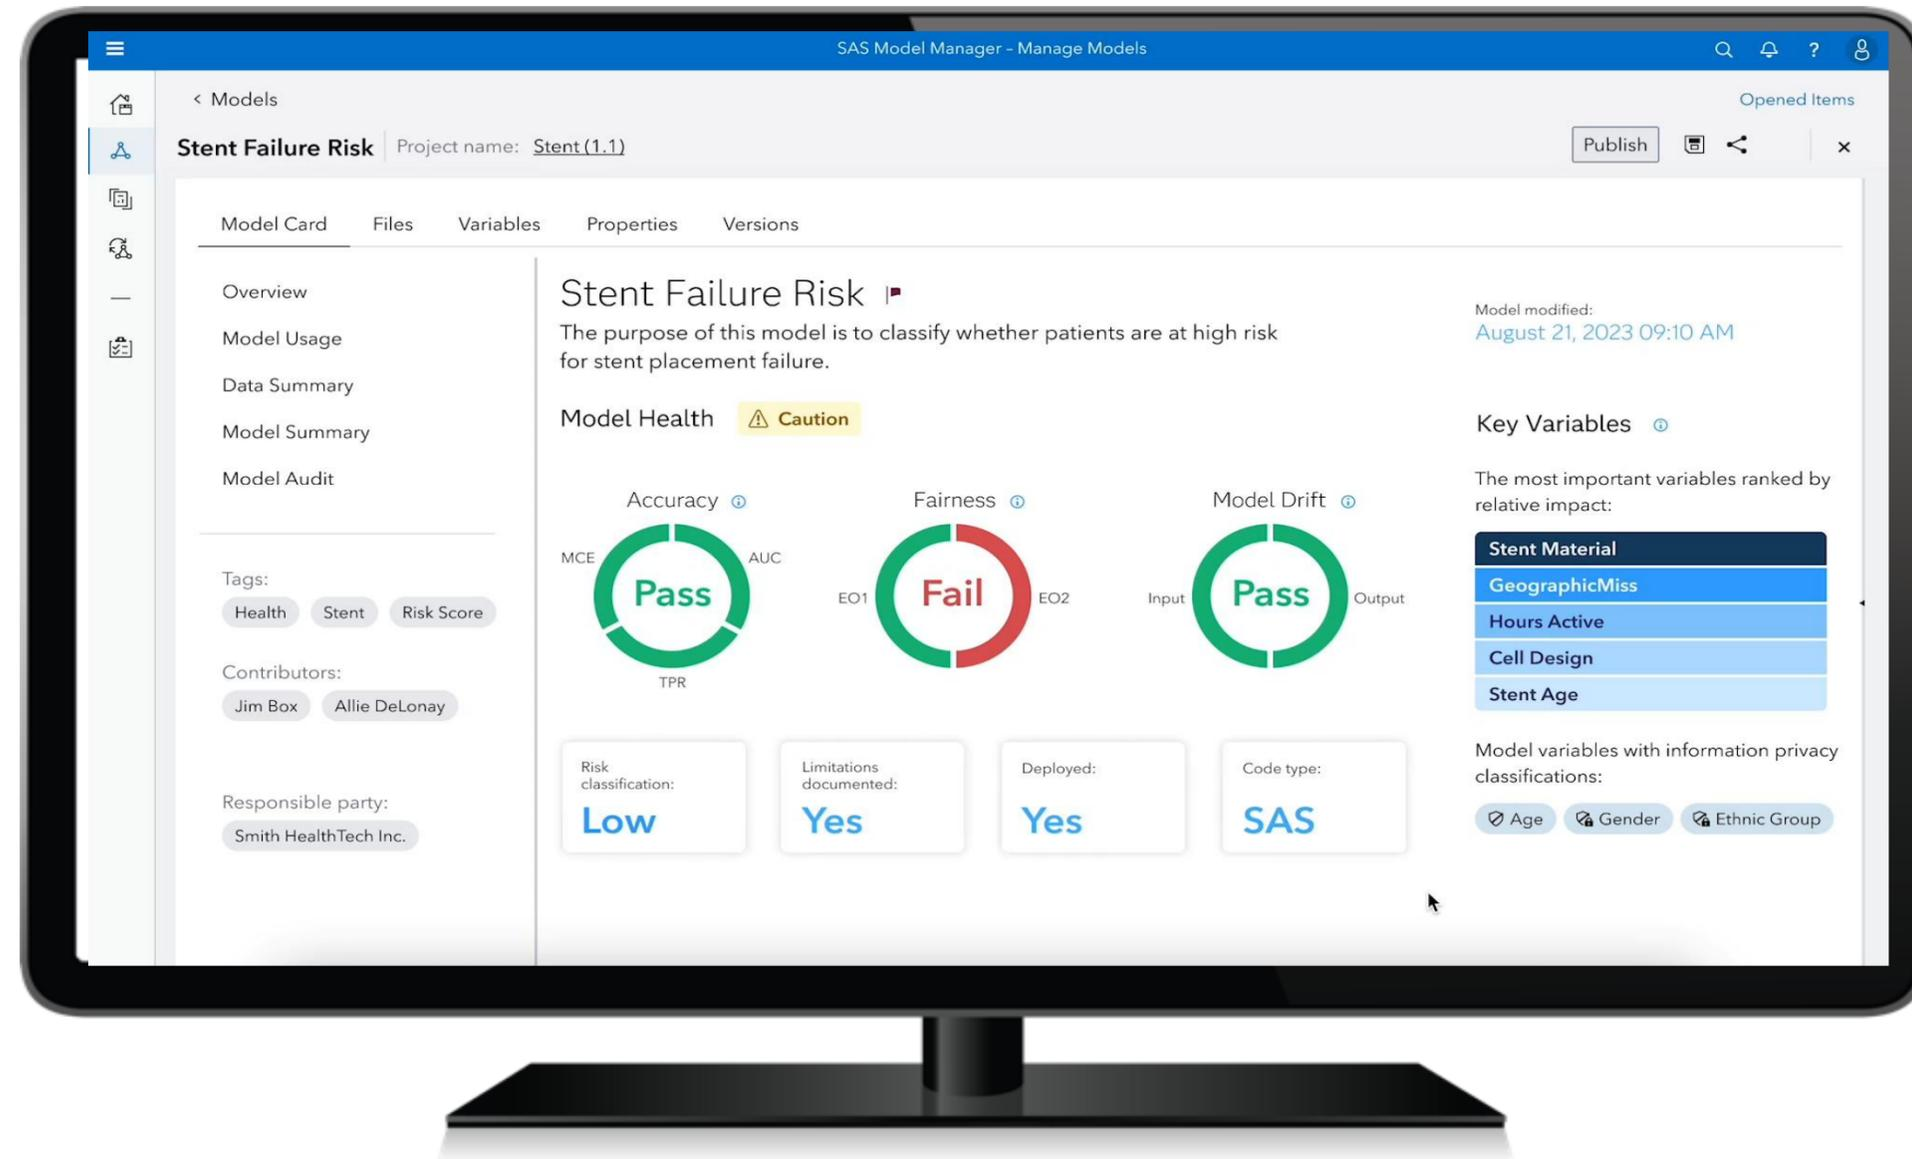 SAS Model Manager – Manage Models
?
< Models
Opened Items
Stent Failure Risk
Project name: Stent (1.1)
Publish
Model Card
Files
Variables
Properties
Versions
Overview
Model Usage
Data Summary
Model Summary
Model Audit
Tags:
Health
Stent
Risk Score
Contributors:
Jim Box
Allie DeLonay
Responsible party:
Smith HealthTech Inc.
Stent Failure Risk
The purpose of this model is to classify whether patients are at high risk
for stent placement failure.
Model Health
Caution
Accuracy
MCE
AUC
Pass
TPR
Fairness
EO1
Fail
EO2
Model Drift
Input
Pass
Output
Risk
classification:
Low
Limitations
documented:
Yes
Deployed:
Yes
Code type:
SAS
Model modified:
August 21, 2023 09:10 AM
Key Variables
The most important variables ranked by
relative impact:
Stent Material
GeographicMiss
Hours Active
Cell Design
Stent Age
Model variables with information privacy
classifications:
Age
Gender
Ethnic Group